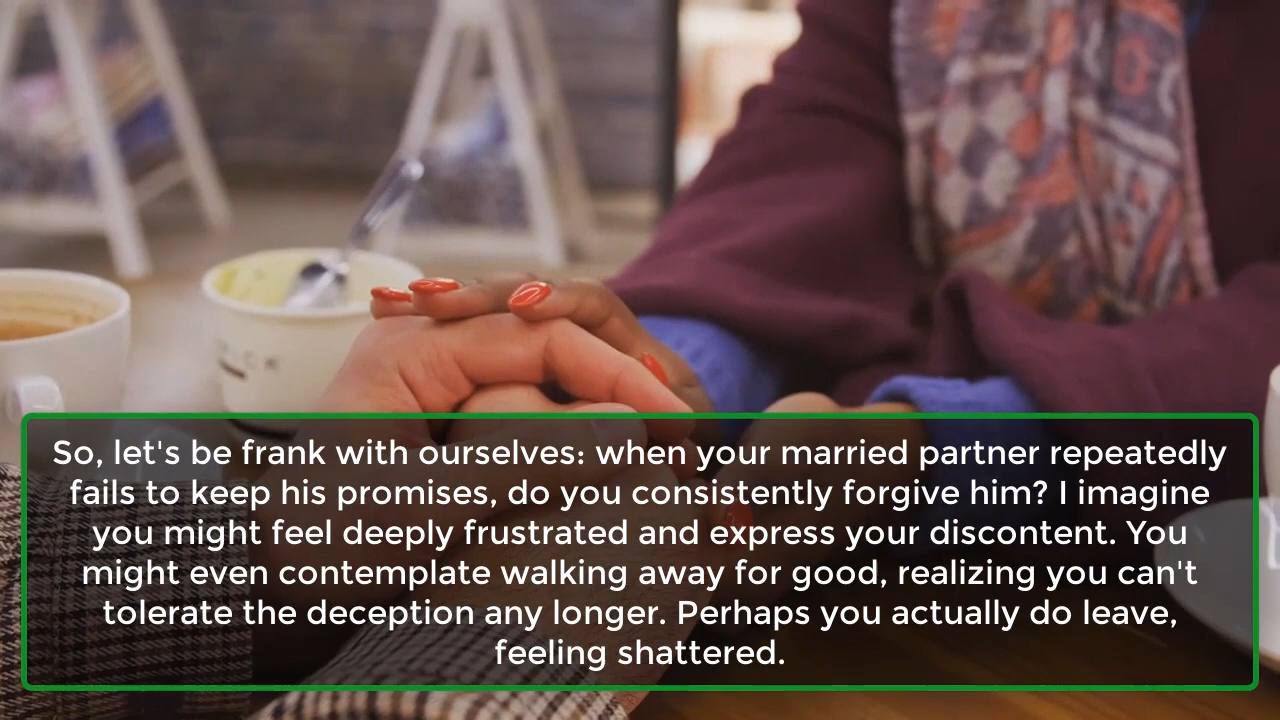 So, let's be frank with ourselves: when your married partner repeatedly
fails to keep his promises, do you consistently forgive him? I imagine
you might feel deeply frustrated and express your discontent. You
might even contemplate walking away for good, realizing you can't
tolerate the deception any longer. Perhaps you actually do leave,
feeling shattered.